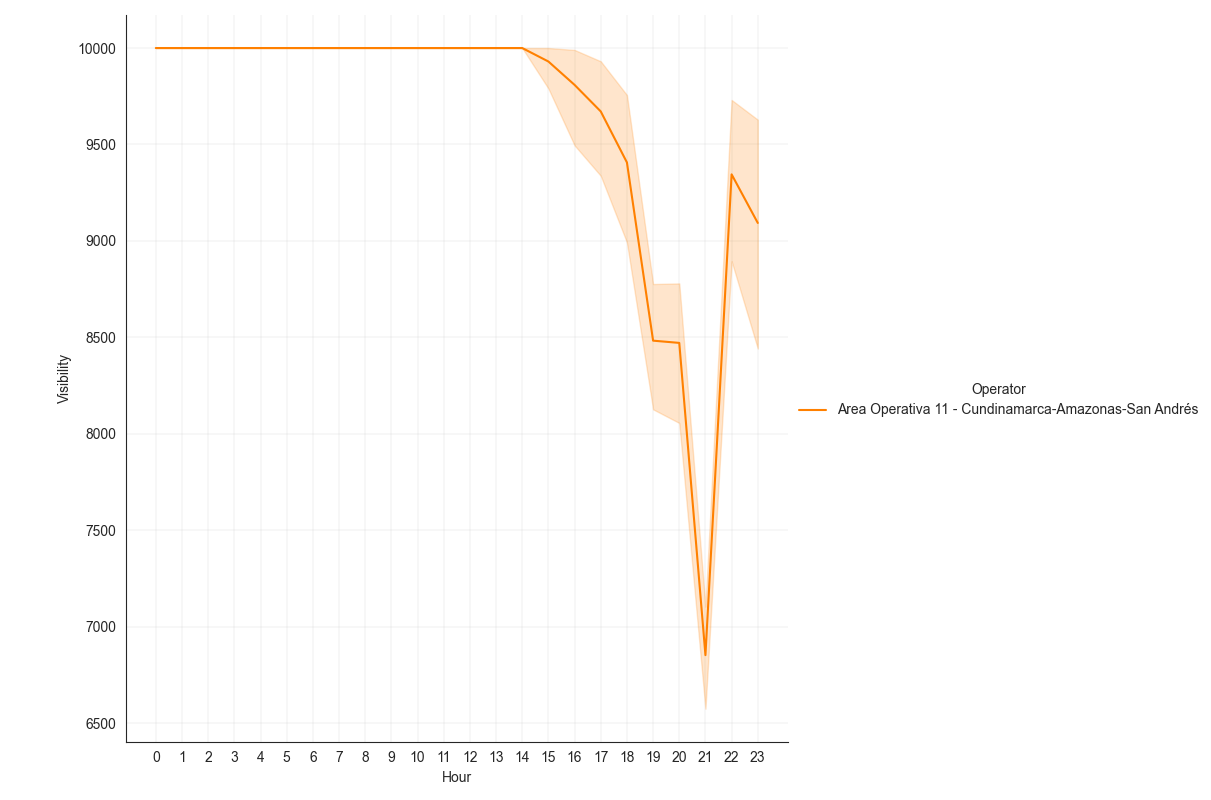 10000
9500
9000
8500
8000
7500
7000
6500
Visibility
0 1 2 3 4 5 6 7 8 9 10 11 12 13 14 15 16 17 18 19 20 21 22 23
Hour
Operator
Area Operativa 11 - Cundinamarca-Amazonas-San Andrés